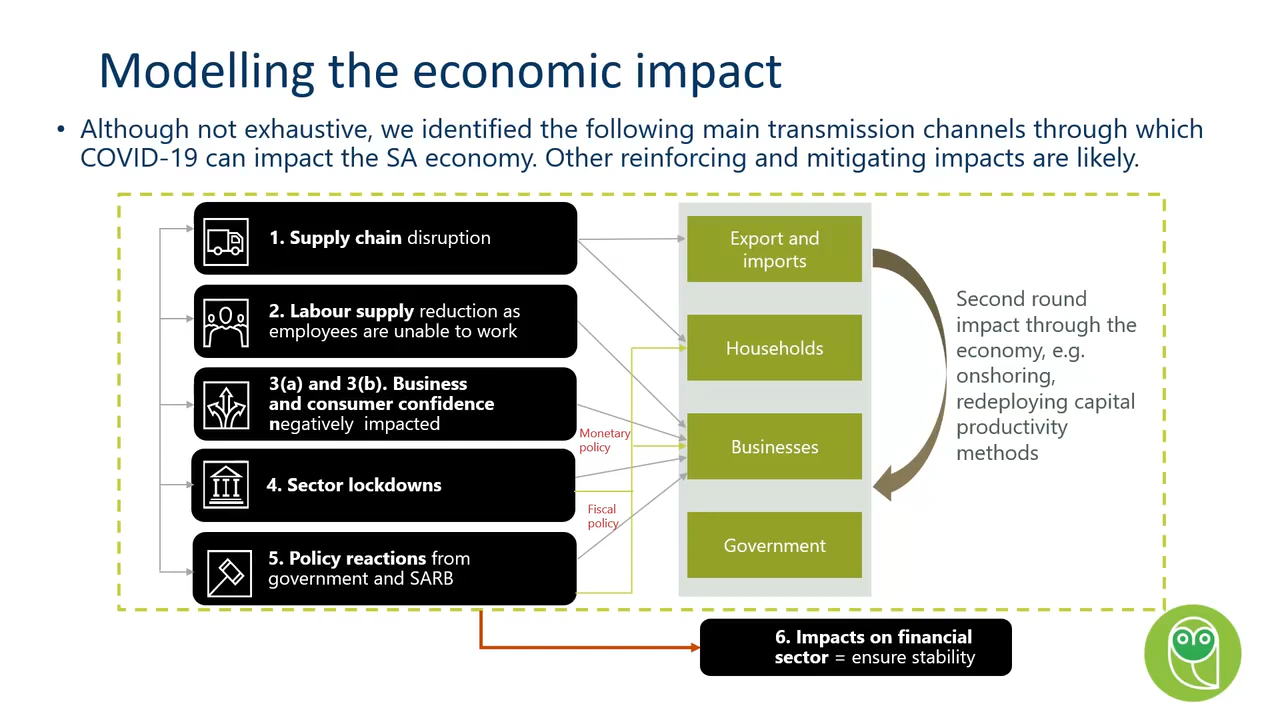 Modelling the economic impact
• Although not exhaustive, we identified the following main transmission channels through which
COVID-19 can impact the SA economy. Other reinforcing and mitigating impacts are likely.
1. Supply chain disruption
2. Labour supply reduction as
employees are unable to work
3(a) and 3(b). Business
and consumer confidence
negatively impacted
4. Sector lockdowns
5. Policy reactions from
government and SARB
Monetary
policy
Fiscal
policy
Export and
imports
Households
Businesses
Government
Second round
impact through the
economy, e.g.
onshoring,
redeploying capital
productivity
methods
6. Impacts on financial
sector = ensure stability